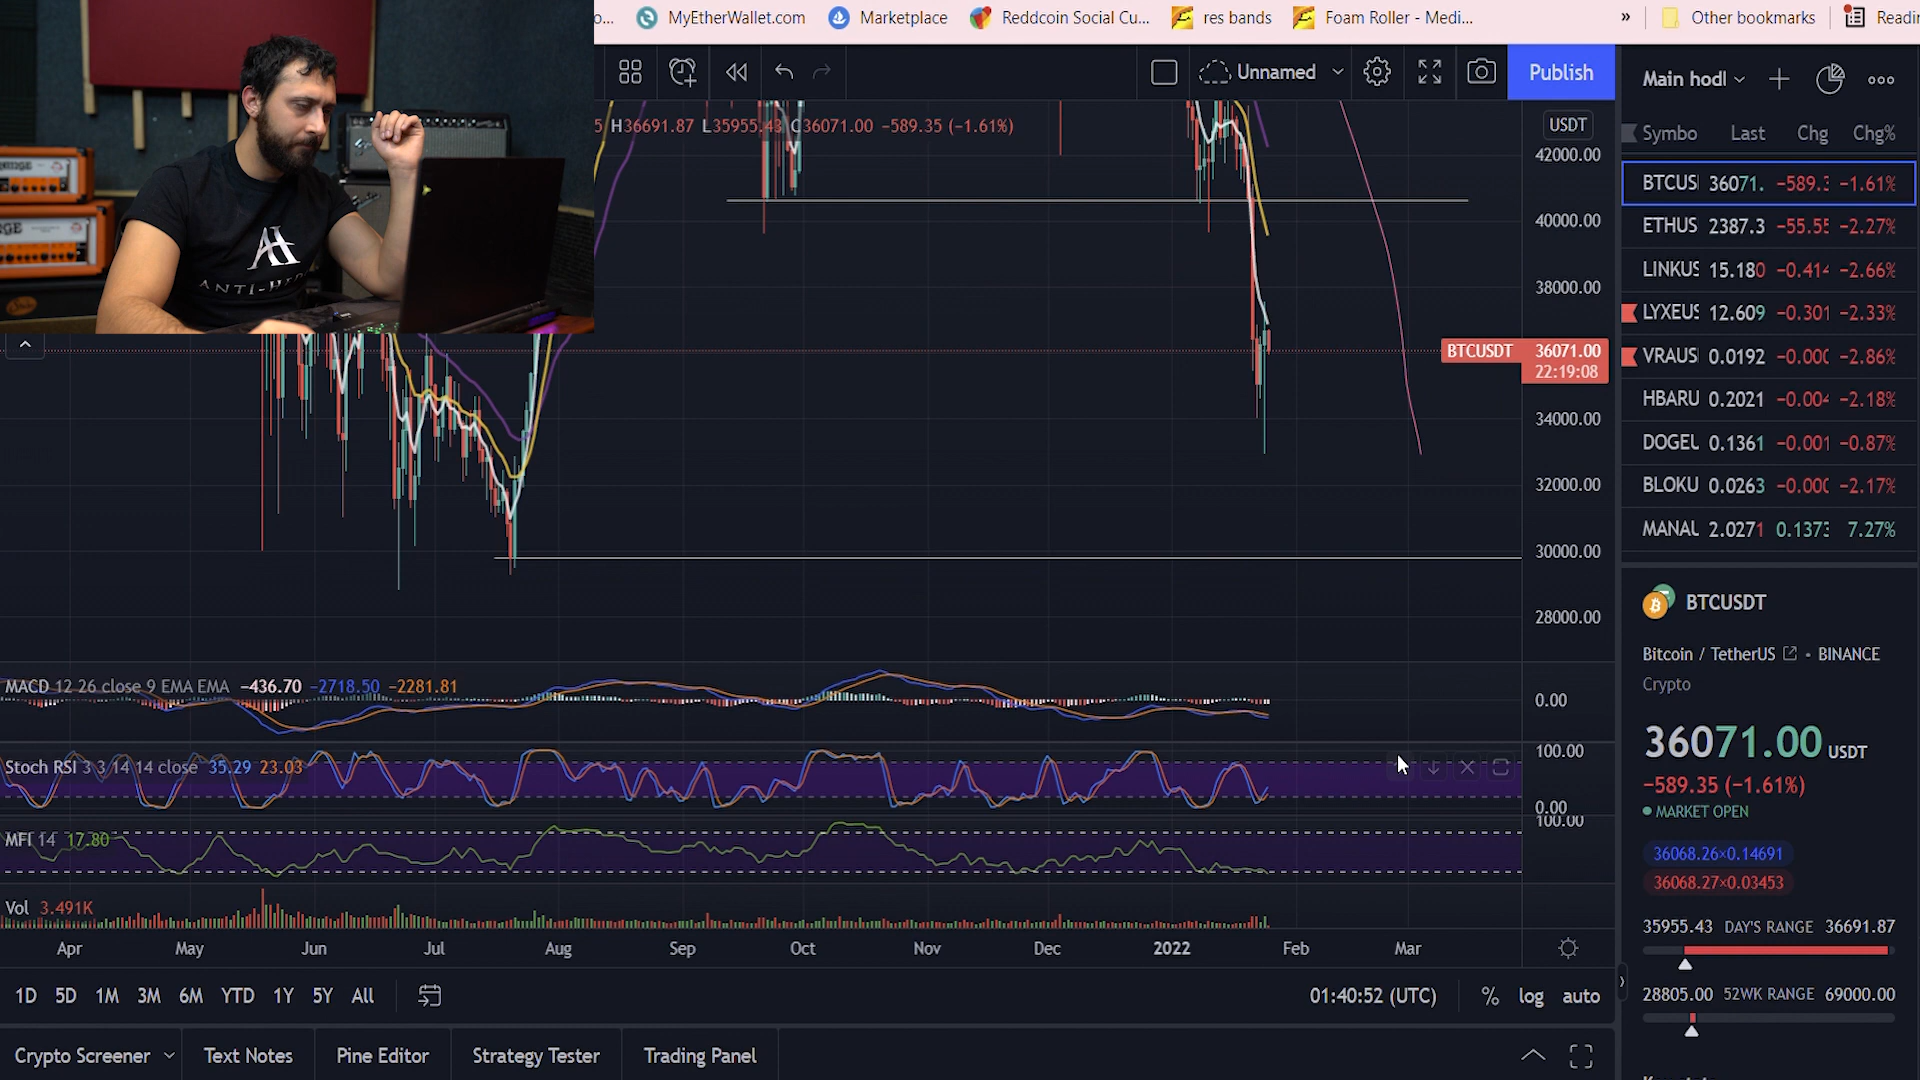 MyEtherWallet.com
Marketplace
Reddcoin Social Cu...
res bands
Foam Roller - Medi...
»
Other bookmarks
Unnamed
Publish
Main hodl
H36691.87 L35955.43 C36071.00 −589.35 (−1.61%)
USDT
Symbo Last Chg Chg%
BTCUS 36071. −589.3 −1.61%
ETHUS 2387.3 −55.55 −2.27%
LINKUS 15.180 −0.414 −2.66%
LYXEUS 12.609 −0.301 −2.33%
VRAUS 0.0192 −0.00 −2.86%
HBARU 0.2021 −0.004 −2.18%
DOGEU 0.1361 −0.001 −0.87%
BLOKU 0.0263 −0.00 −2.17%
MANAU 2.0271 0.1373 7.27%
42000.00
40000.00
38000.00
BTCUSDT 36071.00
22:19:08
34000.00
32000.00
30000.00
28000.00
BTCUSDT
Bitcoin / TetherUS • BINANCE
Crypto
36071.00 USDT
−589.35 (−1.61%)
MARKET OPEN
36068.26×0.14691
36068.27×0.03453
35955.43 DAY'S RANGE 36691.87
28805.00 52WK RANGE 69000.00
MACD 12 26 close 9 EMA EMA −436.70 −2718.50 −2281.81
0.00
Stoch RSI 3 3 14 14 close 35.29 23.03
100.00
0.00
MFI 14 17.80
100.00
Vol 3.491K
Apr May Jun Jul Aug Sep Oct Nov Dec 2022 Feb Mar
1D 5D 1M 3M 6M YTD 1Y 5Y All
01:40:52 (UTC) % log auto
Crypto Screener Text Notes Pine Editor Strategy Tester Trading Panel